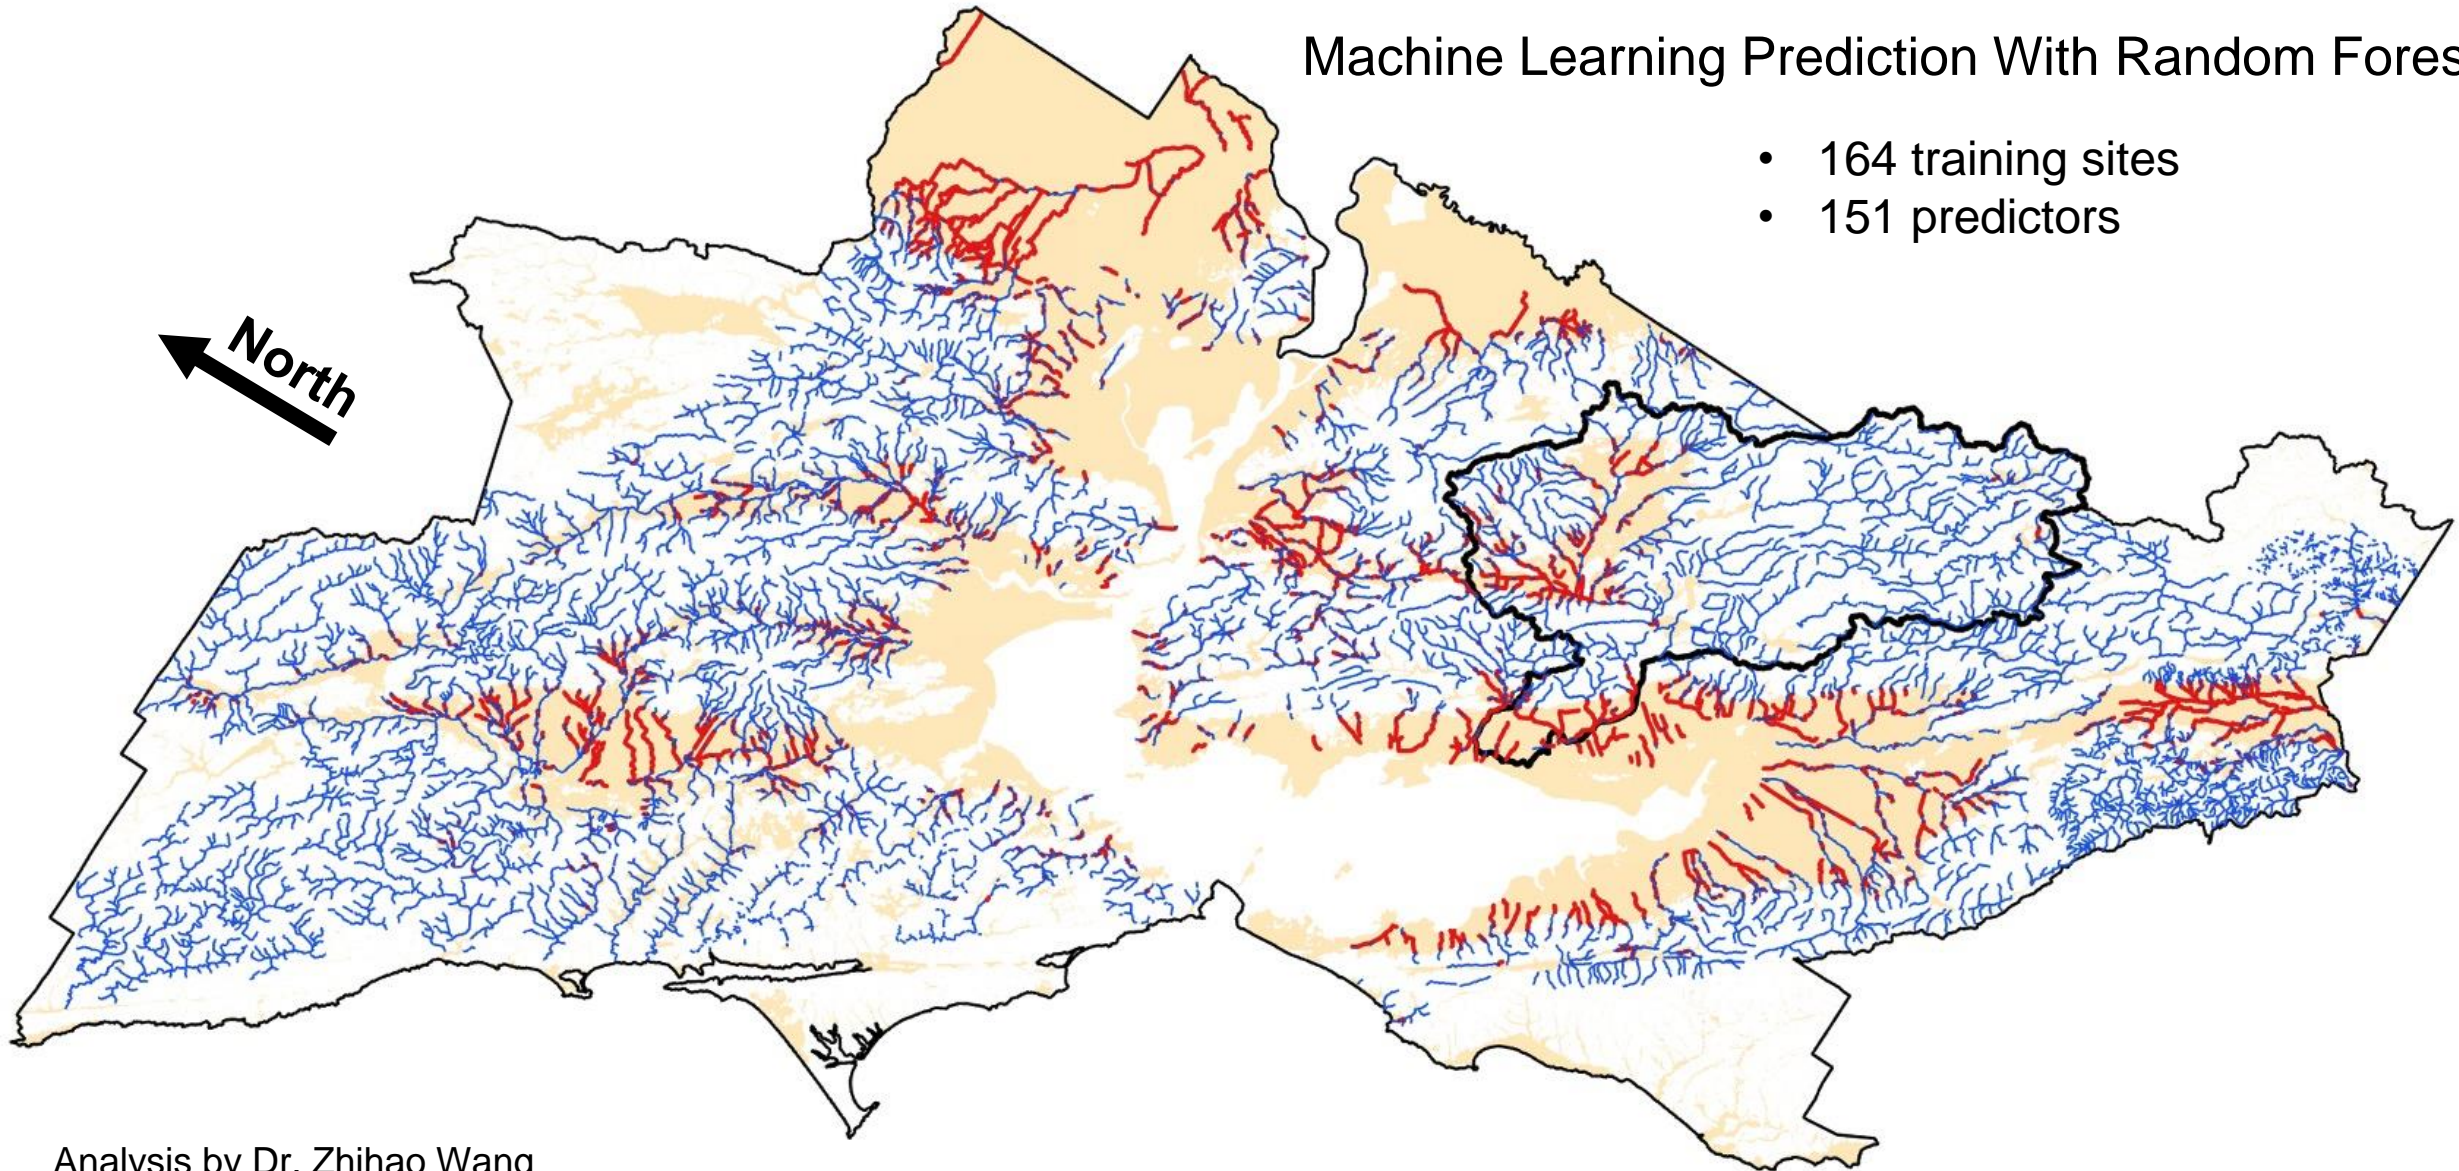 Machine Learning Prediction With Random Fores
• 164 training sites
• 151 predictors
North
Analysis by Dr. Zhihao Wang